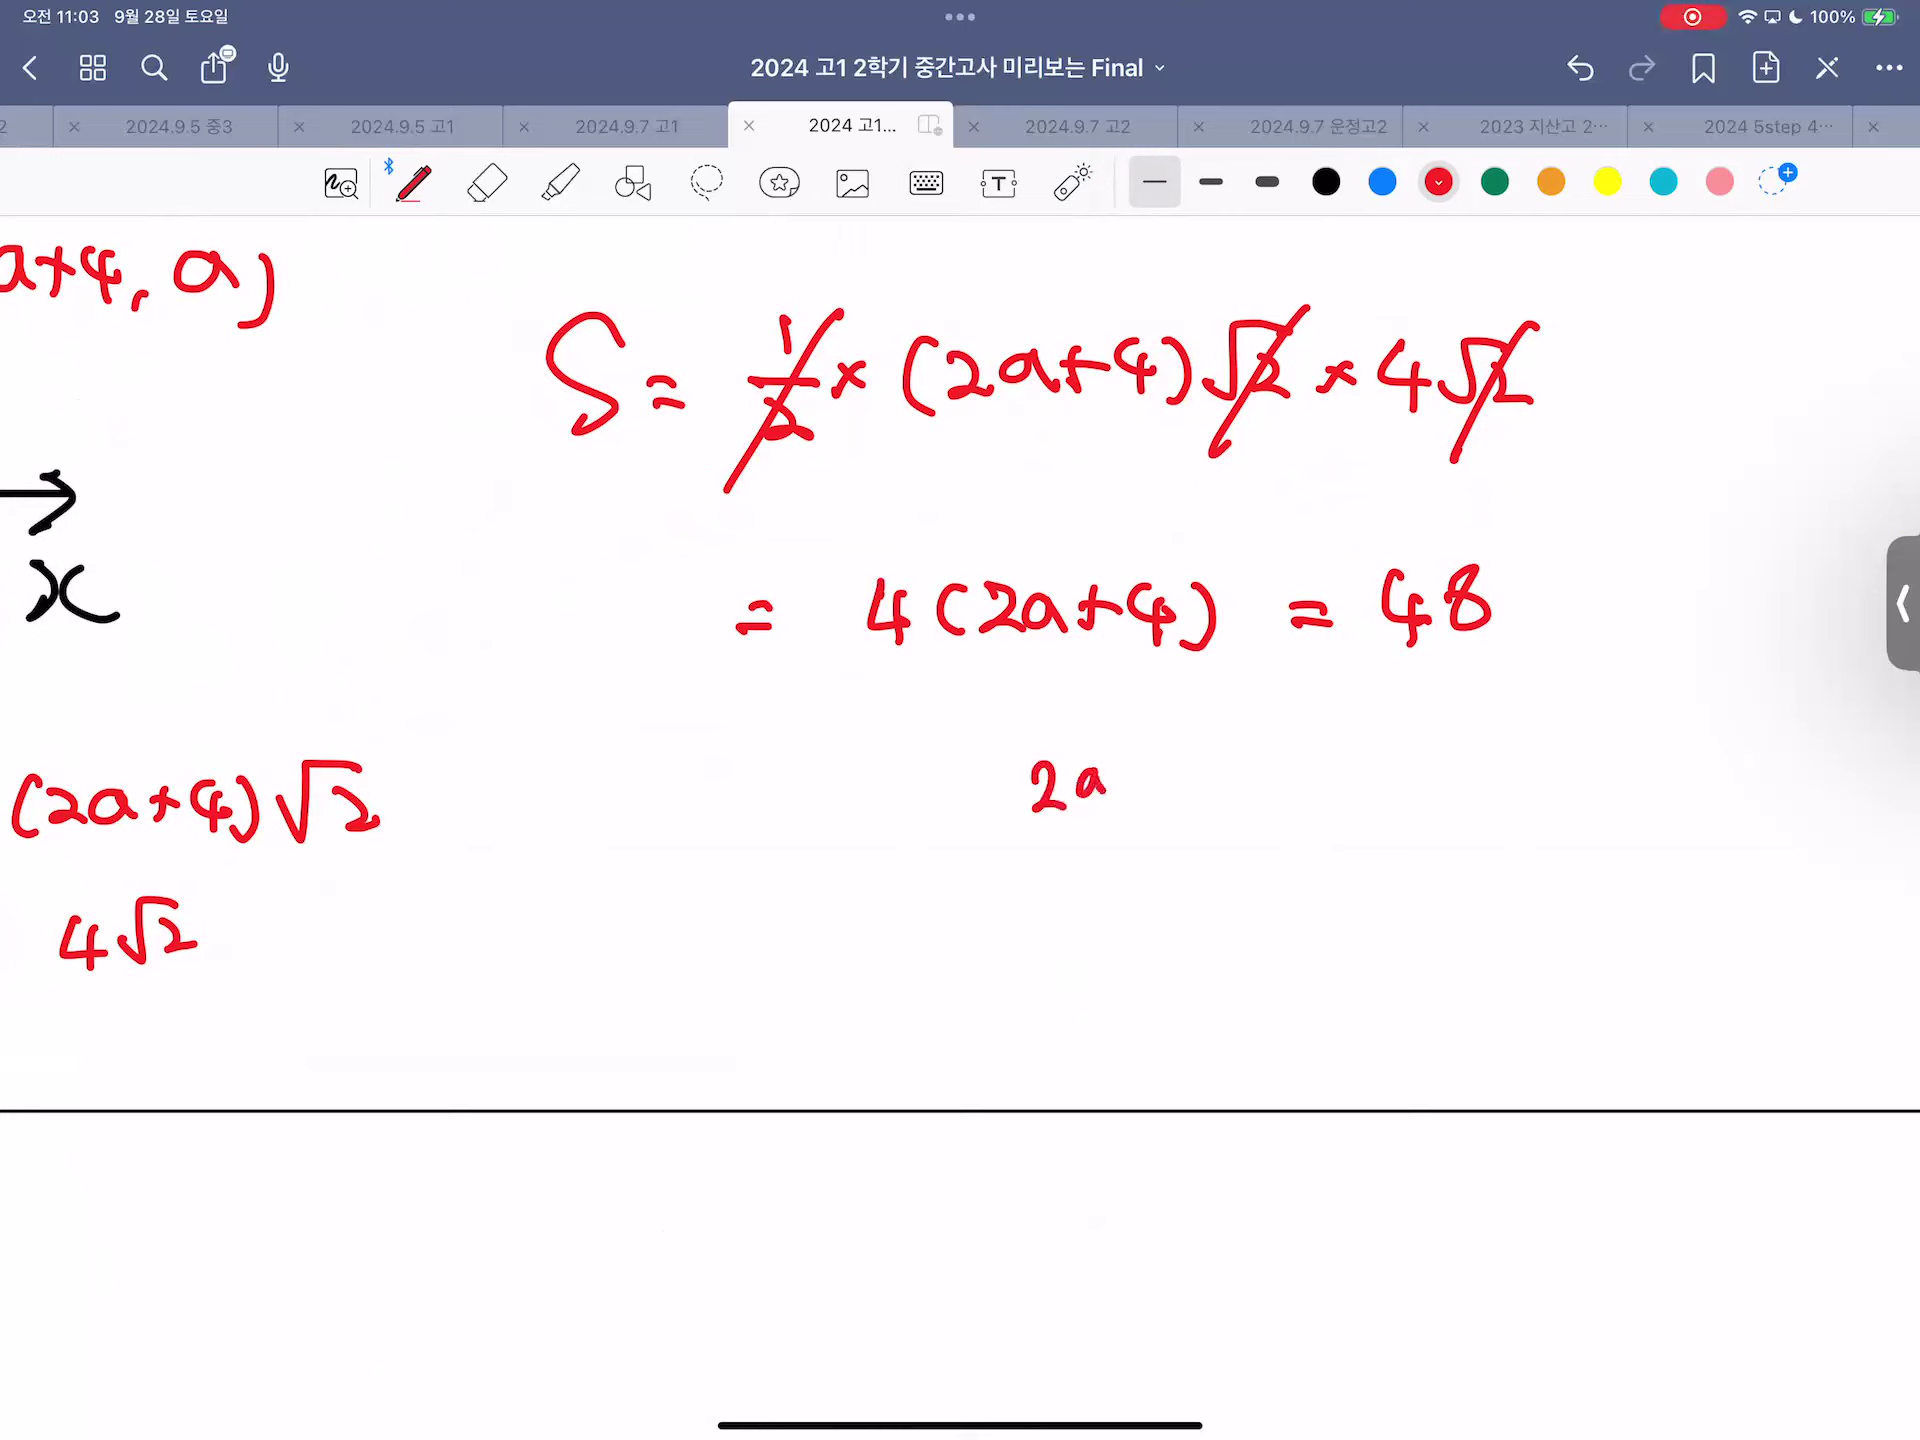 오전 11:03 9월 28일 토요일
100%
2024 고1 2학기 중간고사 미리보는 Final
2 2024.9.5 중3 2024.9.5 고1 2024.9.7 고1 2024 고1... 2024.9.7 고2 2024.9.7 운정고2 2023 지산고 2... 2024 5step 4...
T
a+4, a)
S = 1/2 × (2a+4)√2 × 4√2
x
= 4(2a+4) = 48
(2a+4)√2
2a
4√2